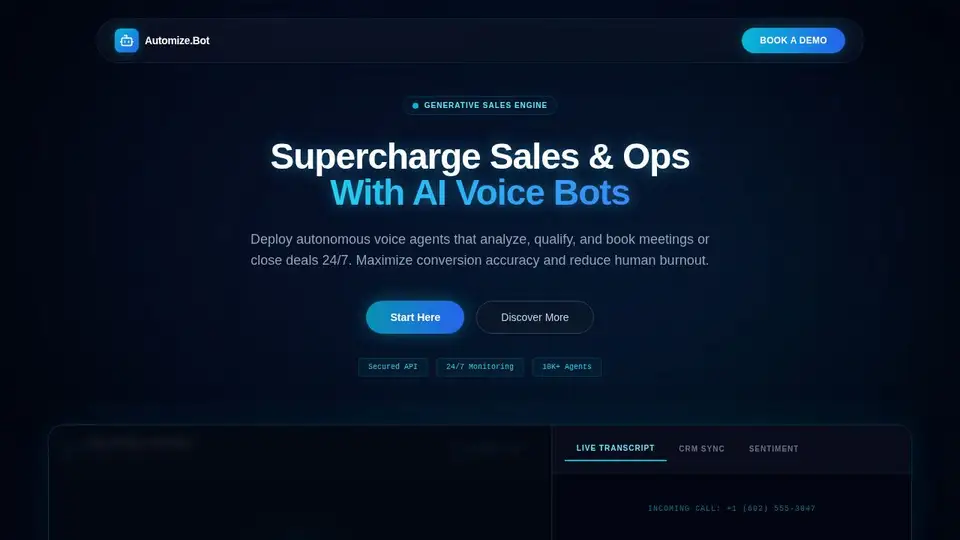 Automize.Bot
BOOK A DEMO
GENERATIVE SALES ENGINE
Supercharge Sales & Ops
With AI Voice Bots
Deploy autonomous voice agents that analyze, qualify, and book meetings or
close deals 24/7. Maximize conversion accuracy and reduce human burnout.
Start Here
Discover More
Secured API
24/7 Monitoring
10K+ Agents
LIVE TRANSCRIPT
CRM SYNC
SENTIMENT
INCOMING CALL: +1 (602) 555-3847